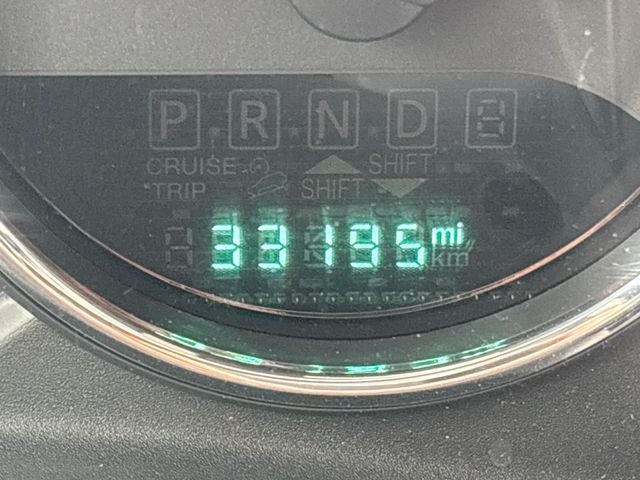 P R N D
CRUISE SHIFT
TRIP SHIFT
33195 mi
km